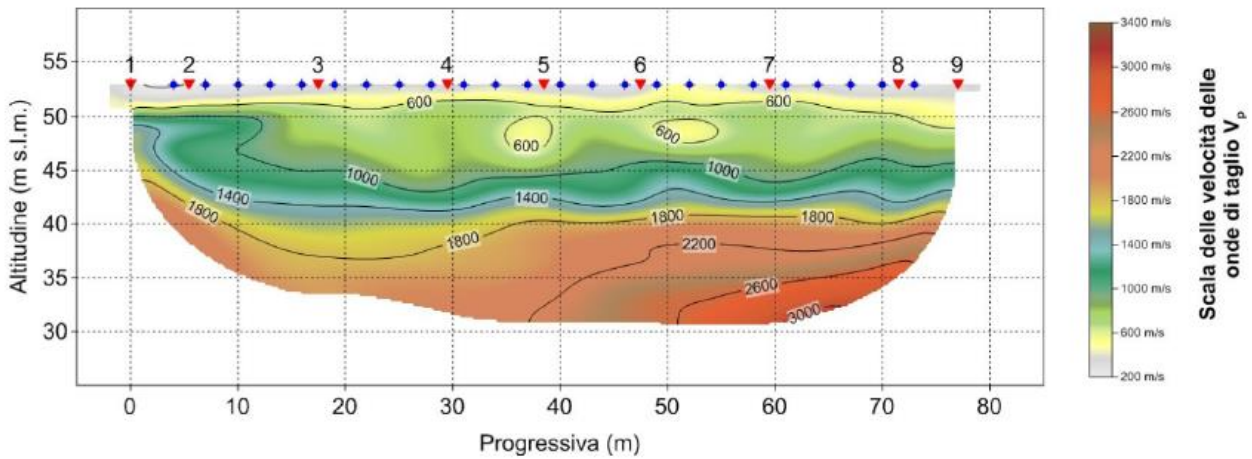 3400 m/s
55
1 2 3 4 5 6 7 8 9
3000 m/s
600 600
50
2600 m/s
600 600
45
1000 1000
2200 m/s
1400 1400
1800 1800 1800
40
1800 m/s
2200
1400 m/s
35
2600
1000 m/s
3000
30
600 m/s
200 m/s
0 10 20 30 40 50 60 70 80
Altitudine (m s.l.m.)
Progressiva (m)
Scala delle velocità delle
onde di taglio Vₚ